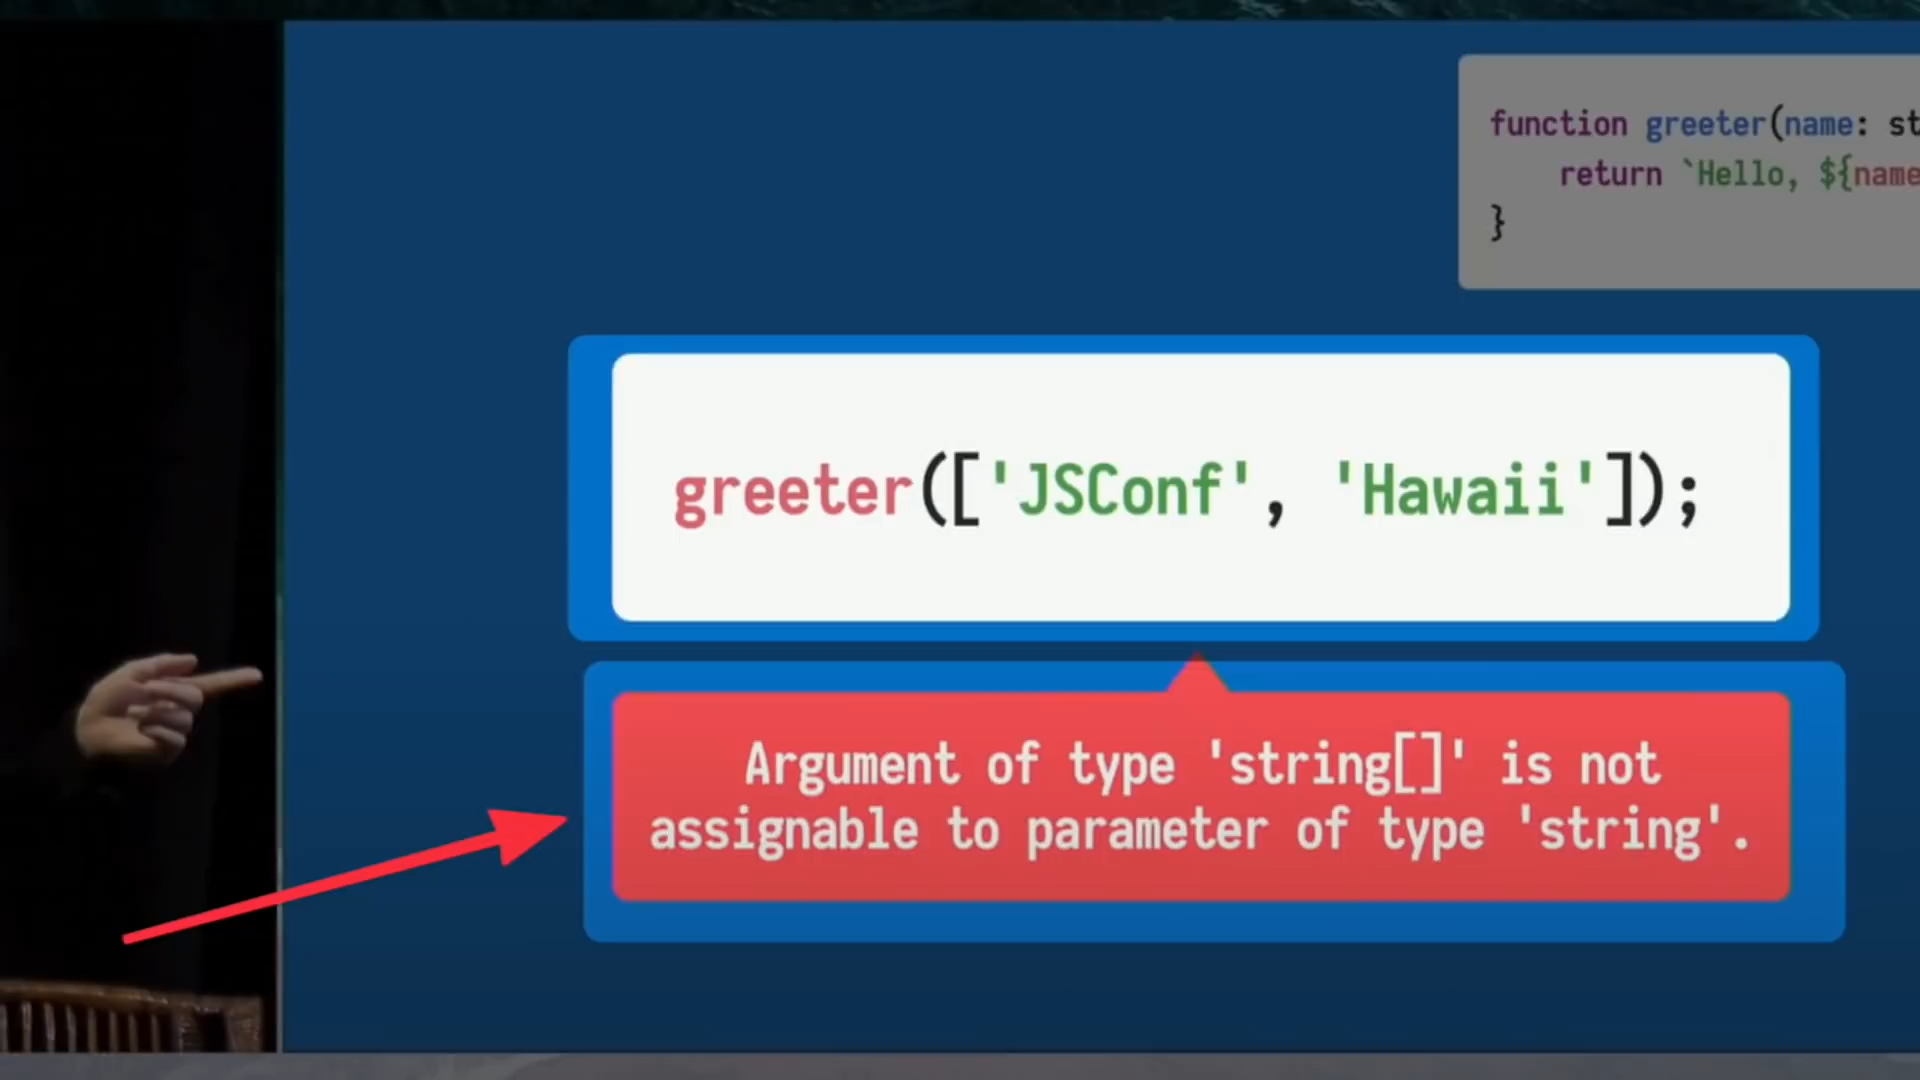 function greeter(name: st
return `Hello, ${name
}
greeter(['JSConf', 'Hawaii']);
Argument of type 'string[]' is not
assignable to parameter of type 'string'.